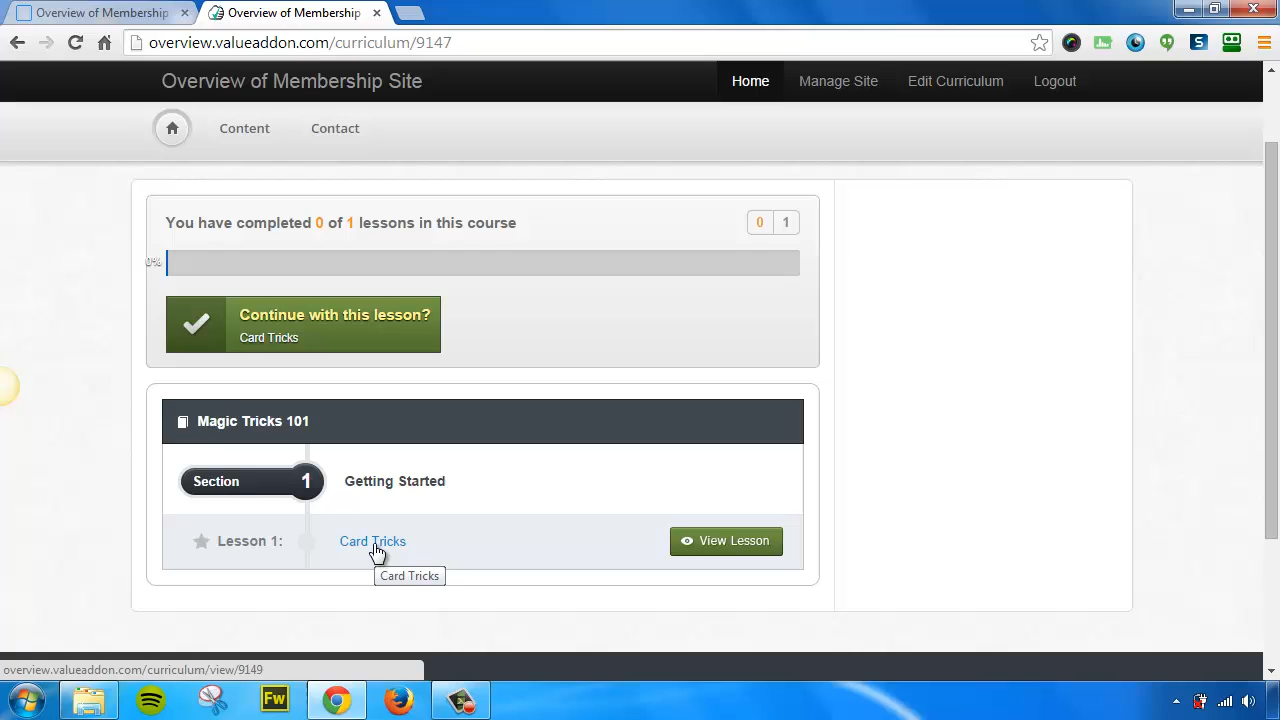 Overview of Membership × Overview of Membership ×
overview.valueaddon.com/curriculum/9147
Overview of Membership Site Home Manage Site Edit Curriculum Logout
Content Contact
You have completed 0 of 1 lessons in this course 0 1
0%
Continue with this lesson?
Card Tricks
Magic Tricks 101
Section 1 Getting Started
Lesson 1: Card Tricks View Lesson
Card Tricks
overview.valueaddon.com/curriculum/view/9149
Fw